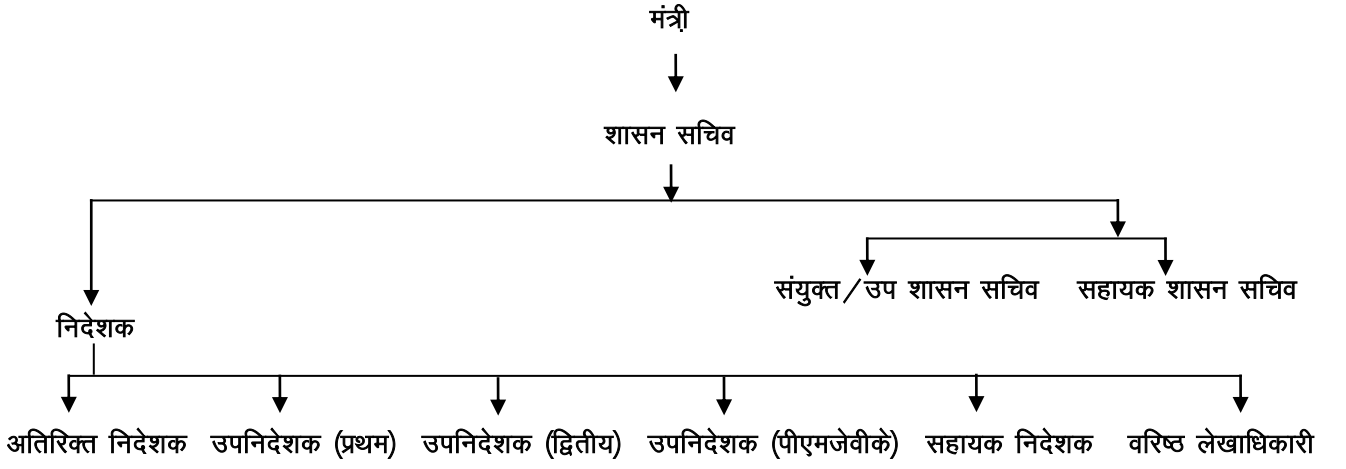 मंत्री
शासन सचिव
संयुक्त/उप शासन सचिव सहायक शासन सचिव
निदेशक
अतिरिक्त निदेशक उपनिदेशक (प्रथम) उपनिदेशक (द्वितीय) उपनिदेशक (पीएमजेवीके) सहायक निदेशक वरिष्ठ लेखाधिकारी